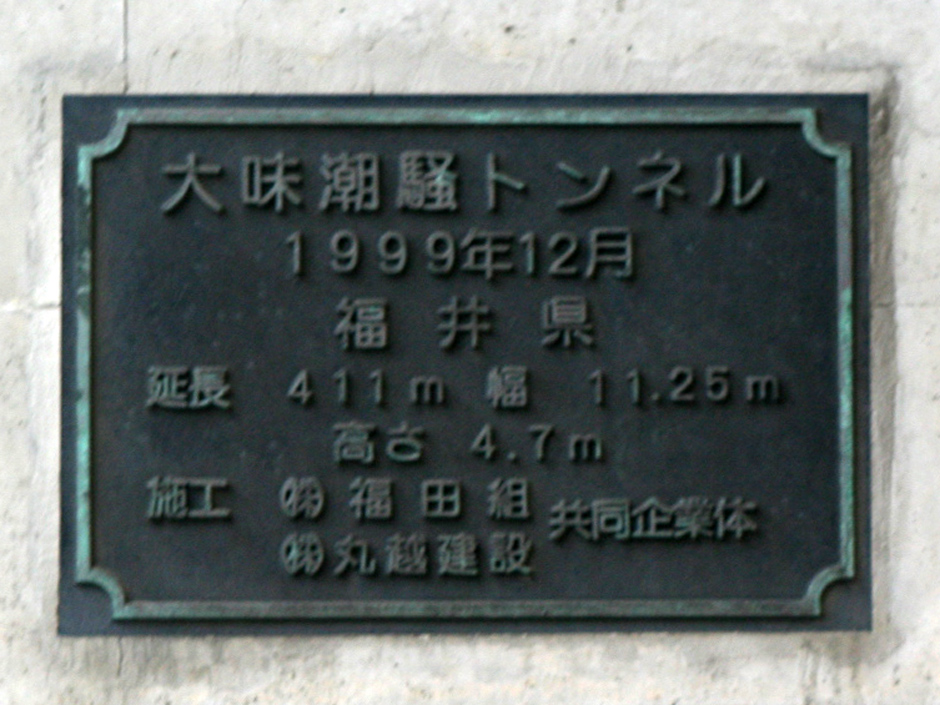 大味潮騒トンネル
1999年12月
福井県
延長 411m 幅 11.25m
高さ 4.7m
施工 ㈱福田組 共同企業体
㈱丸越建設